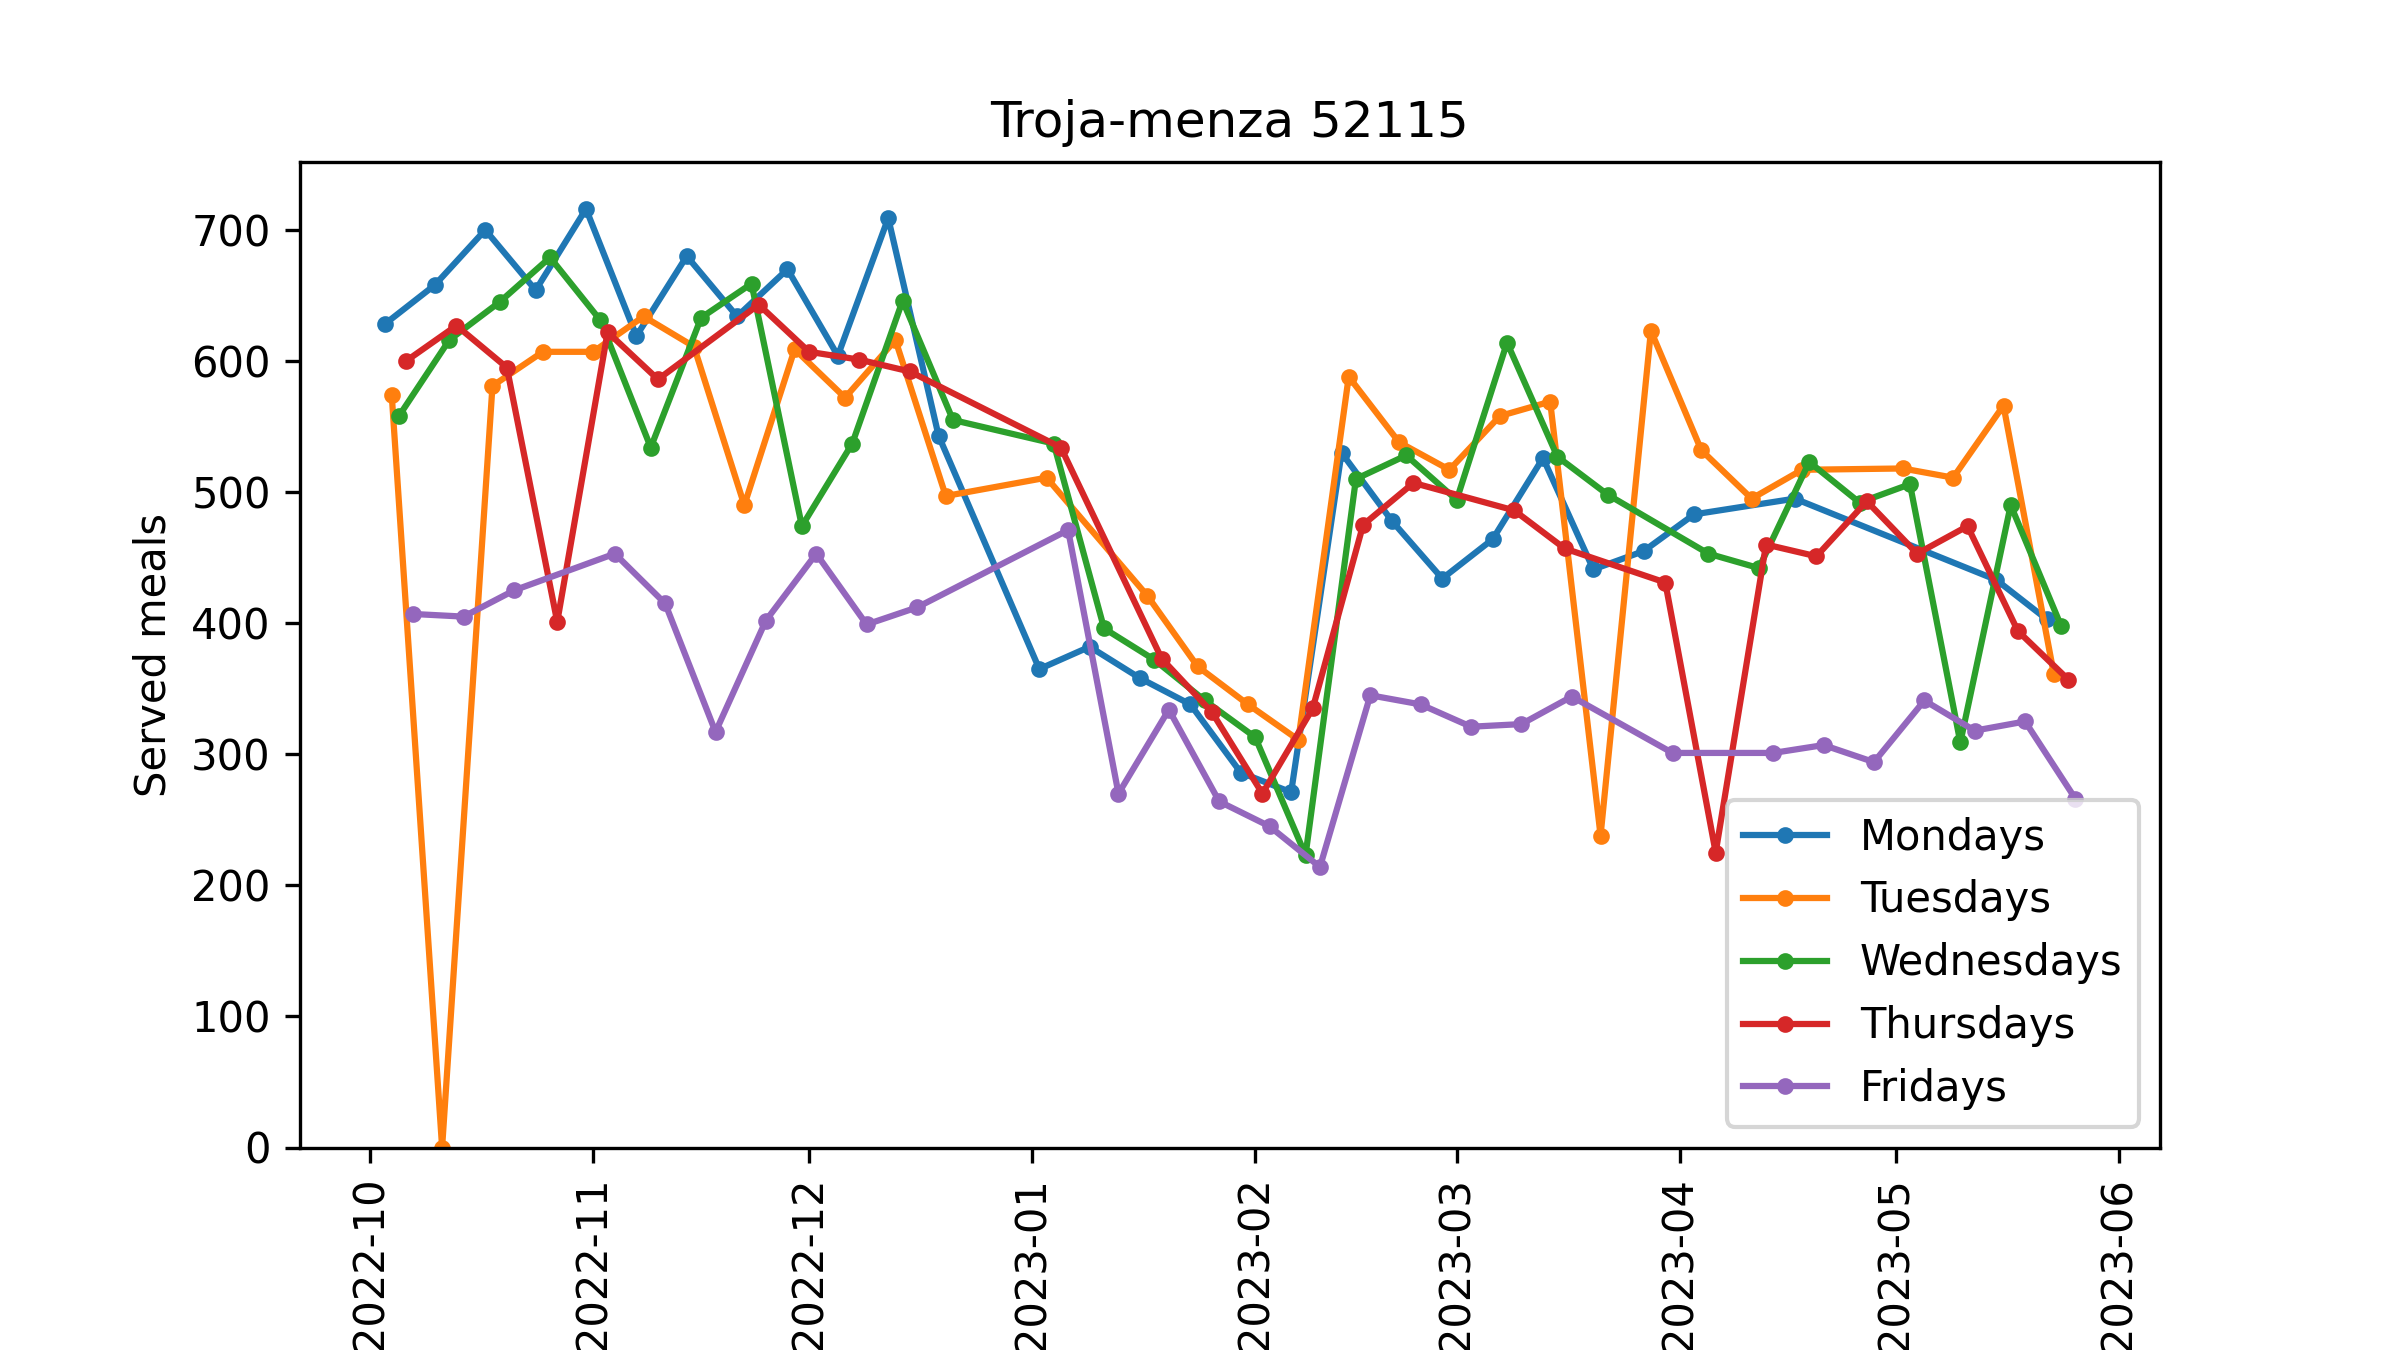 Troja-menza 52115
Served meals
700
600
500
400
300
200
100
0
2022-10
2022-11
2022-12
2023-01
2023-02
2023-03
2023-04
2023-05
2023-06
Mondays
Tuesdays
Wednesdays
Thursdays
Fridays